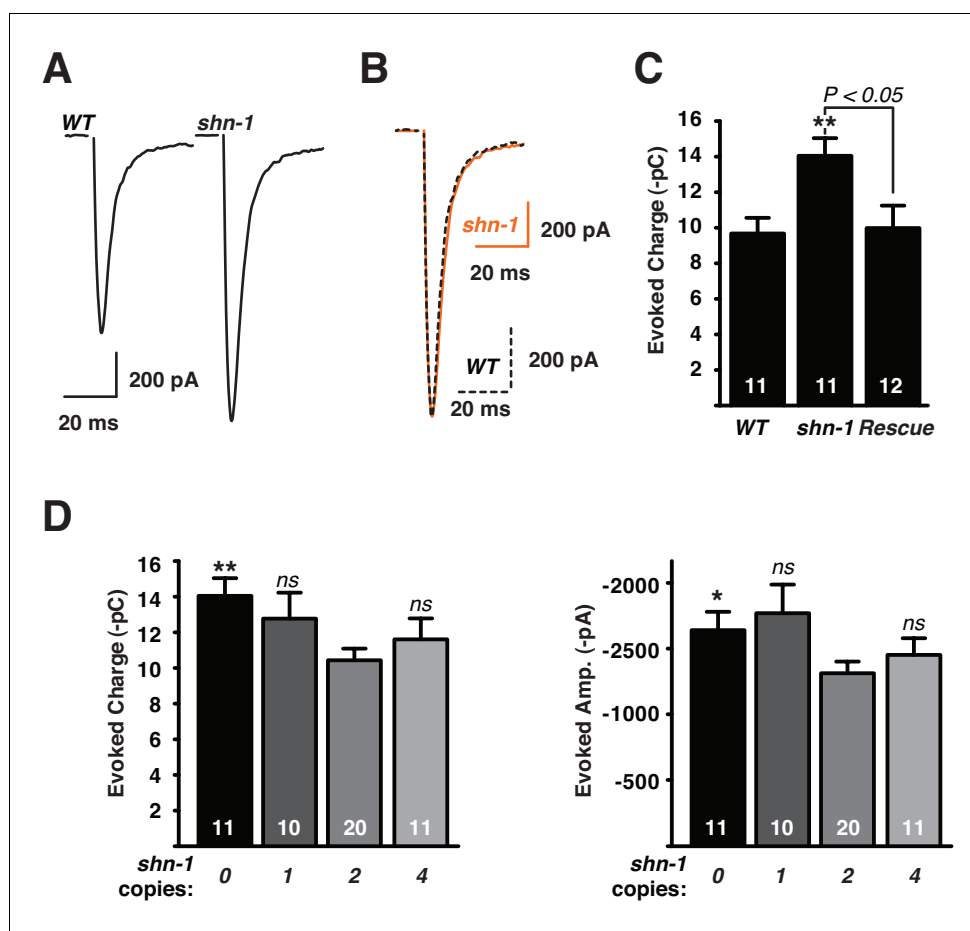 A
WT
shn-1
200 pA
20 ms
B
shn-1
200 pA
20 ms
WT
200 pA
20 ms
C
P < 0.05
**
Evoked Charge (-pC)
16
14
12
10
8
6
4
2
11
11
12
WT
shn-1
Rescue
D
Evoked Charge (-pC)
16
14
12
10
8
6
4
2
**
ns
ns
11
10
20
11
shn-1
copies:
0
1
2
4
Evoked Amp. (-pA)
-2000
-2500
-1000
-500
*
ns
ns
11
10
20
11
shn-1
copies:
0
1
2
4